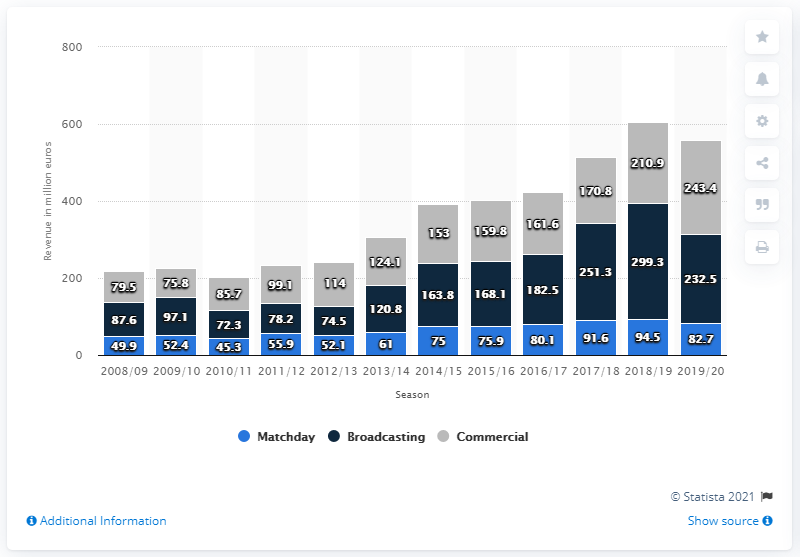 800
600
400
200
0
Revenue in million euros
79.5 75.8 85.7 99.1 114 124.1 153 159.8 161.6 170.8 210.9 243.4
87.6 97.1 72.3 78.2 74.5 120.8 163.8 168.1 182.5 251.3 299.3 232.5
49.9 52.4 45.3 55.9 52.1 61 75 75.9 80.1 91.6 94.5 82.7
2008/09 2009/10 2010/11 2011/12 2012/13 2013/14 2014/15 2015/16 2016/17 2017/18 2018/19 2019/20
Season
Matchday Broadcasting Commercial
© Statista 2021
Additional Information Show source